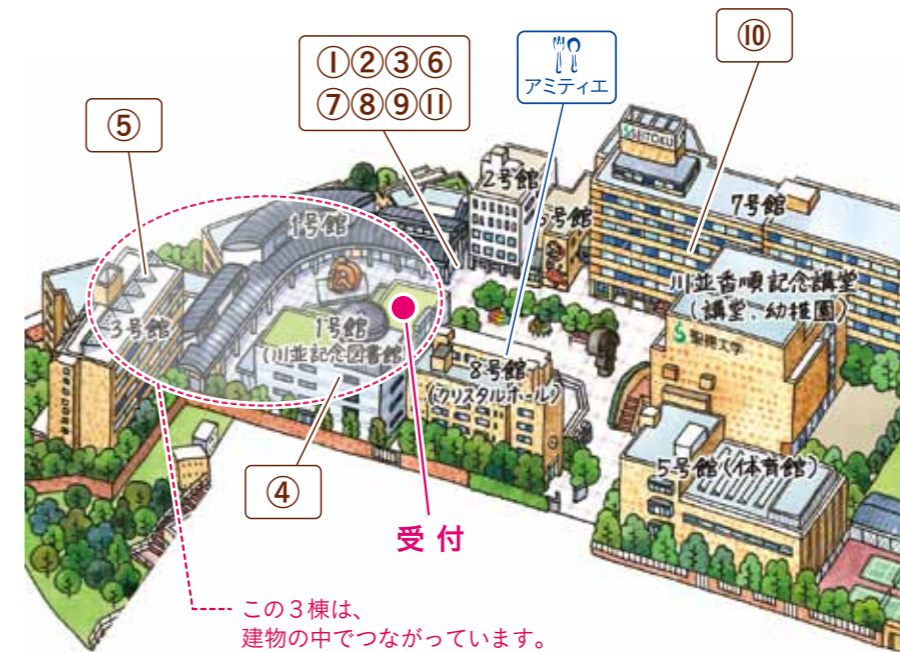 ⑩
①②③⑥
⑦⑧⑨⑪
アミティエ
⑤
SEITOKU
2号館
7号館
1号館
6号館
川並香順記念講堂
(講堂、幼稚園)
3号館
1号館
(川並記念図書館
聖徳大学
8号館
(クリスタルホール)
5号館(体育館)
④
受付
この3棟は、
建物の中でつながっています。